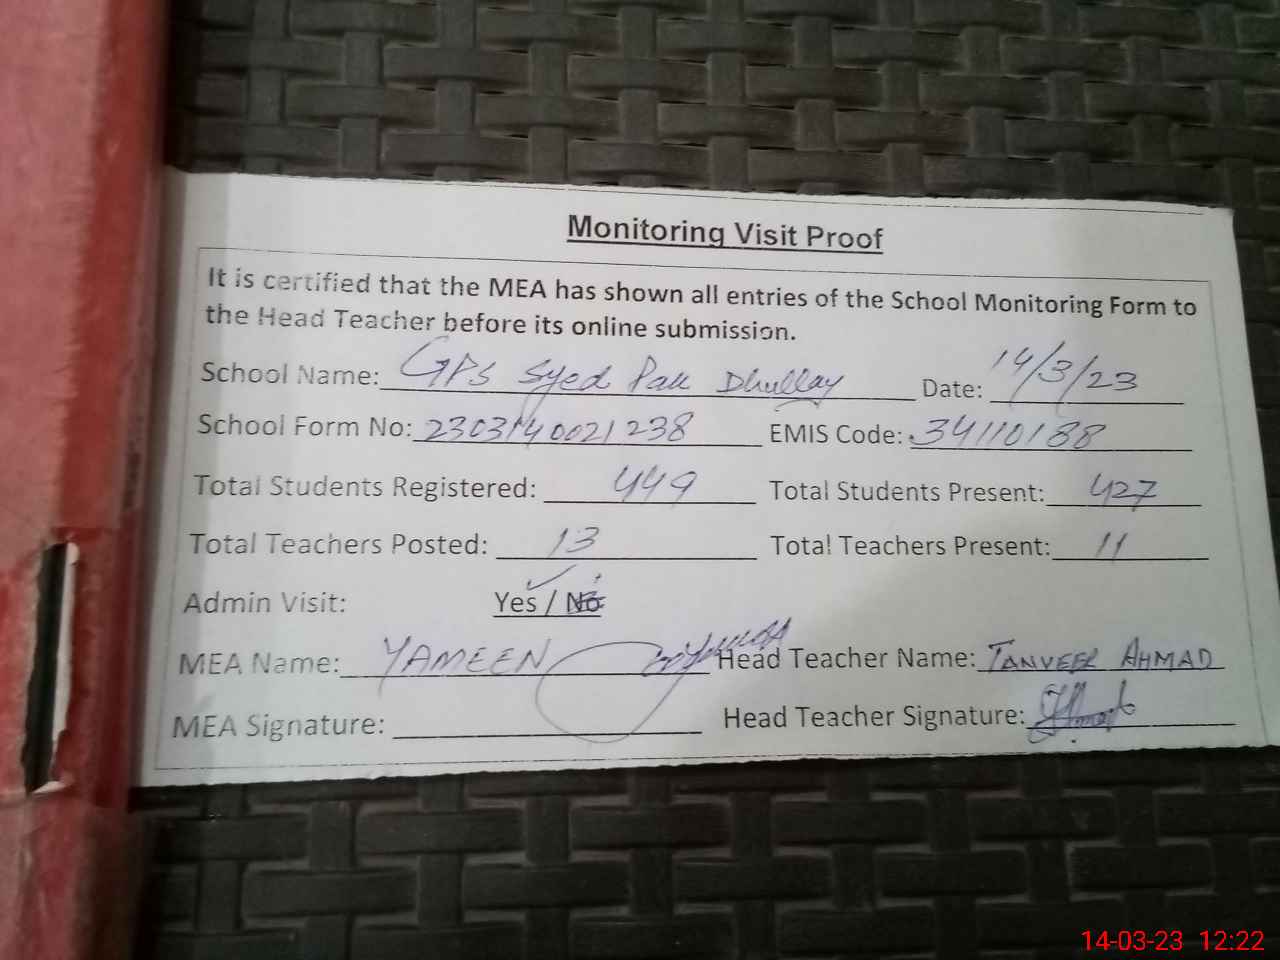 Monitoring Visit Proof
It is certified that the MEA has shown all entries of the School Monitoring Form to
the Head Teacher before its online submission.
School Name: GPS Syed Pak Dhullay Date: 14/3/23
School Form No: 2303140021238 EMIS Code: 34110188
Total Students Registered: 449 Total Students Present: 427
Total Teachers Posted: 13 Total Teachers Present: 11
Admin Visit: Yes / No
MEA Name: YAMEEN Head Teacher Name: TANVEER AHMAD
MEA Signature: Head Teacher Signature:
14-03-23 12:22